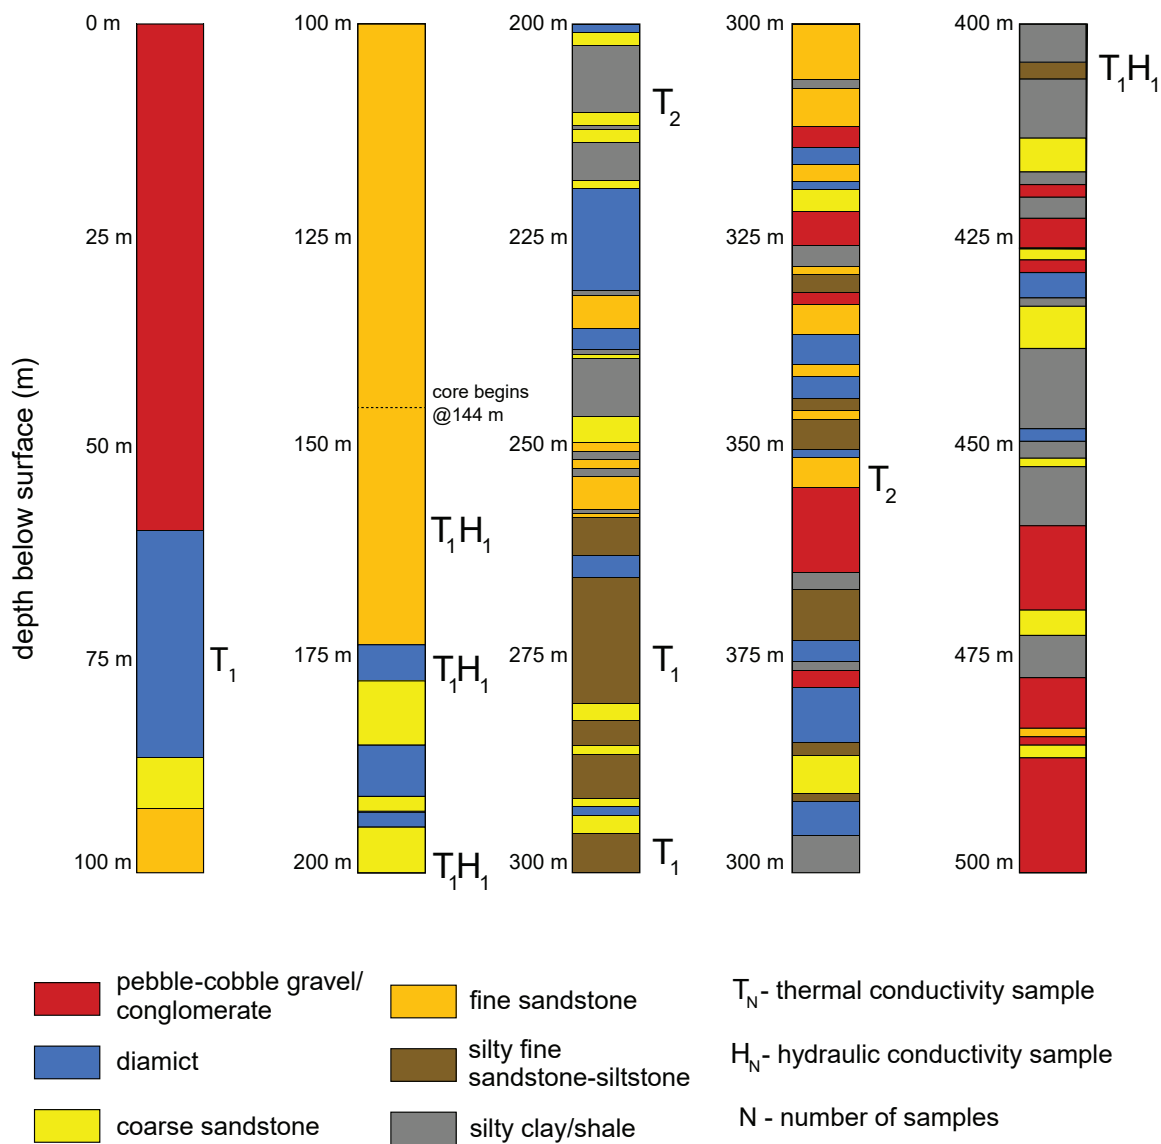 depth below surface (m)
0 m
25 m
50 m
75 m
100 m
T1
100 m
125 m
150 m
175 m
200 m
core begins
@144 m
T1H1
T1H1
T1H1
200 m
225 m
250 m
275 m
300 m
T2
T1
T1
300 m
325 m
350 m
375 m
300 m
T2
400 m
425 m
450 m
475 m
500 m
T1H1
pebble-cobble gravel/
conglomerate
diamict
coarse sandstone
fine sandstone
silty fine
sandstone-siltstone
silty clay/shale
TN- thermal conductivity sample
HN- hydraulic conductivity sample
N - number of samples